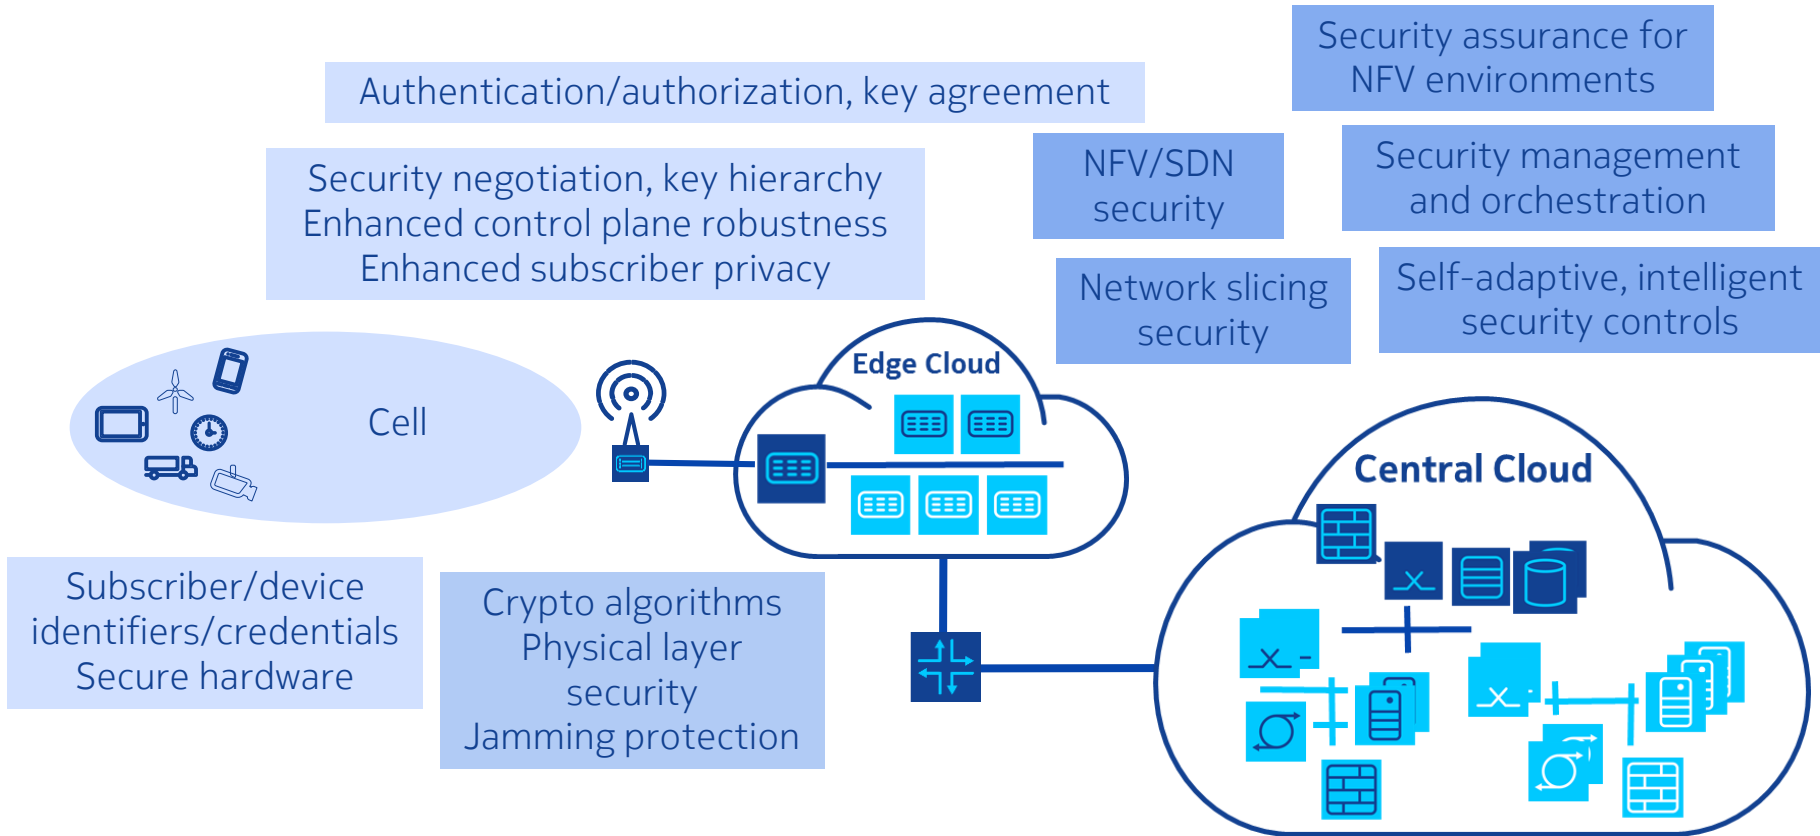 Security assurance for
NFV environments
Authentication/authorization, key agreement
NFV/SDN
security
Security management
and orchestration
Security negotiation, key hierarchy
Enhanced control plane robustness
Enhanced subscriber privacy
Network slicing
security
Self-adaptive, intelligent
security controls
Edge Cloud
Cell
Central Cloud
Subscriber/device
identifiers/credentials
Secure hardware
Crypto algorithms
Physical layer
security
Jamming protection